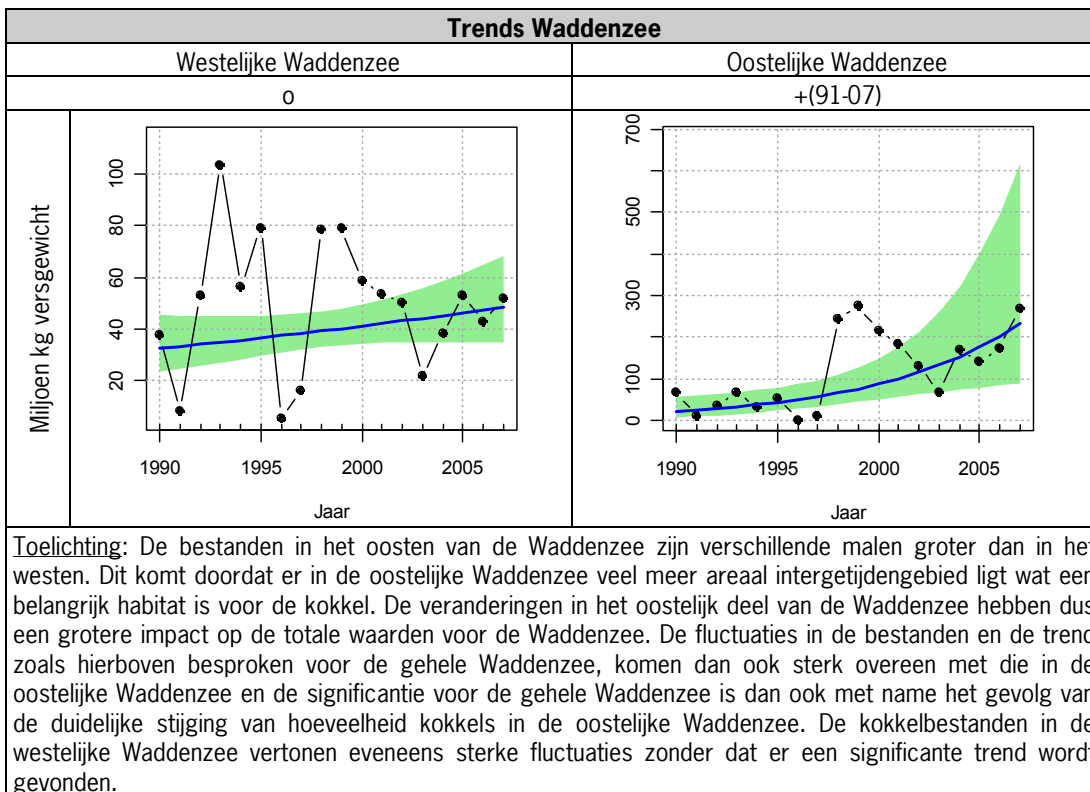 Trends Waddenzee
Westelijke Waddenzee
Oostelijke Waddenzee
o
+(91-07)
Miljoen kg versgewicht
100
80
60
40
20
1990 1995 2000 2005
Jaar
700
500
300
100
0
1990 1995 2000 2005
Jaar
Toelichting: De bestanden in het oosten van de Waddenzee zijn verschillende malen groter dan in het
westen. Dit komt doordat er in de oostelijke Waddenzee veel meer areaal intergetijdengebied ligt wat een
belangrijk habitat is voor de kokkel. De veranderingen in het oostelijk deel van de Waddenzee hebben dus
een grotere impact op de totale waarden voor de Waddenzee. De fluctuaties in de bestanden en de trend
zoals hierboven besproken voor de gehele Waddenzee, komen dan ook sterk overeen met die in de
oostelijke Waddenzee en de significantie voor de gehele Waddenzee is dan ook met name het gevolg van
de duidelijke stijging van hoeveelheid kokkels in de oostelijke Waddenzee. De kokkelbestanden in de
westelijke Waddenzee vertonen eveneens sterke fluctuaties zonder dat er een significante trend wordt
gevonden.